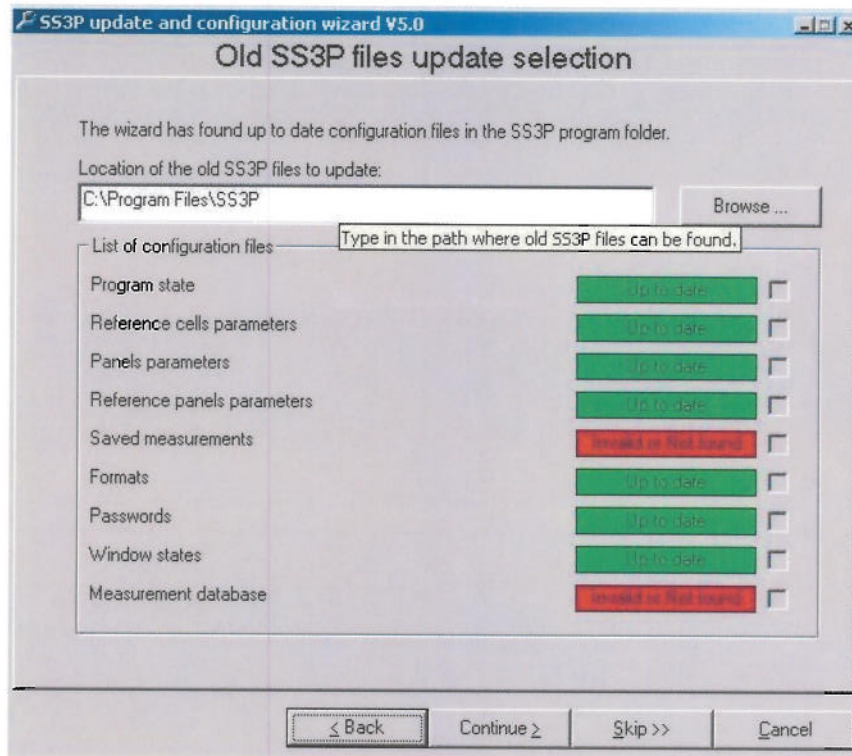 SS3P update and configuration wizard V5.0
Old SS3P files update selection
The wizard has found up to date configuration files in the SS3P program folder.
Location of the old SS3P files to update:
C:\Program Files\SS3P
Browse ...
Type in the path where old SS3P files can be found.
List of configuration files
Program state
Up to date
Reference cells parameters
Up to date
Panels parameters
Up to date
Reference panels parameters
Up to date
Saved measurements
Invalid or Not found
Formats
Up to date
Passwords
Up to date
Window states
Up to date
Measurement database
Invalid or Not found
< Back
Continue >
Skip >>
Cancel